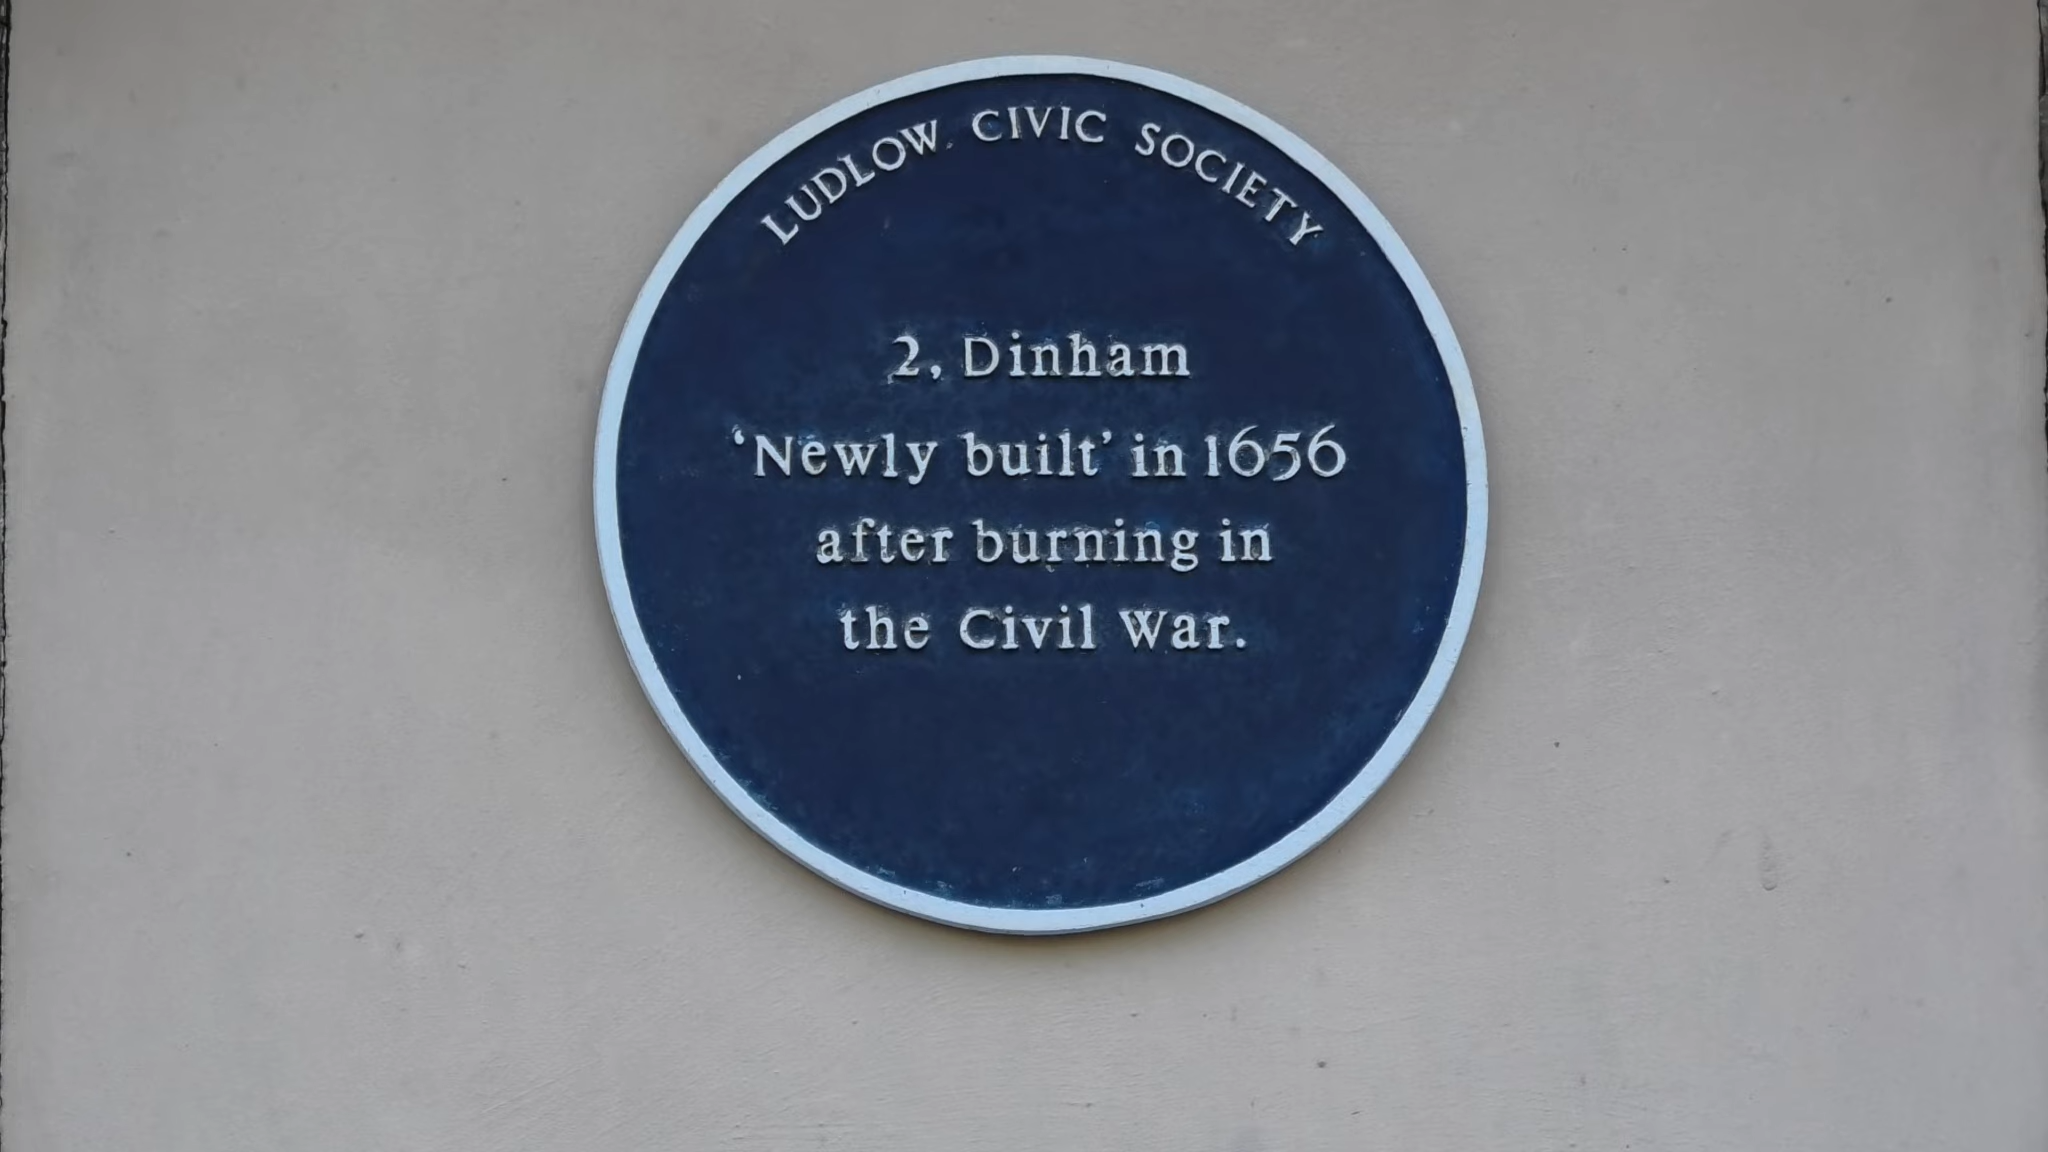 LUDLOW CIVIC SOCIETY
2, Dinham
‘Newly built’ in 1656
after burning in
the Civil War.